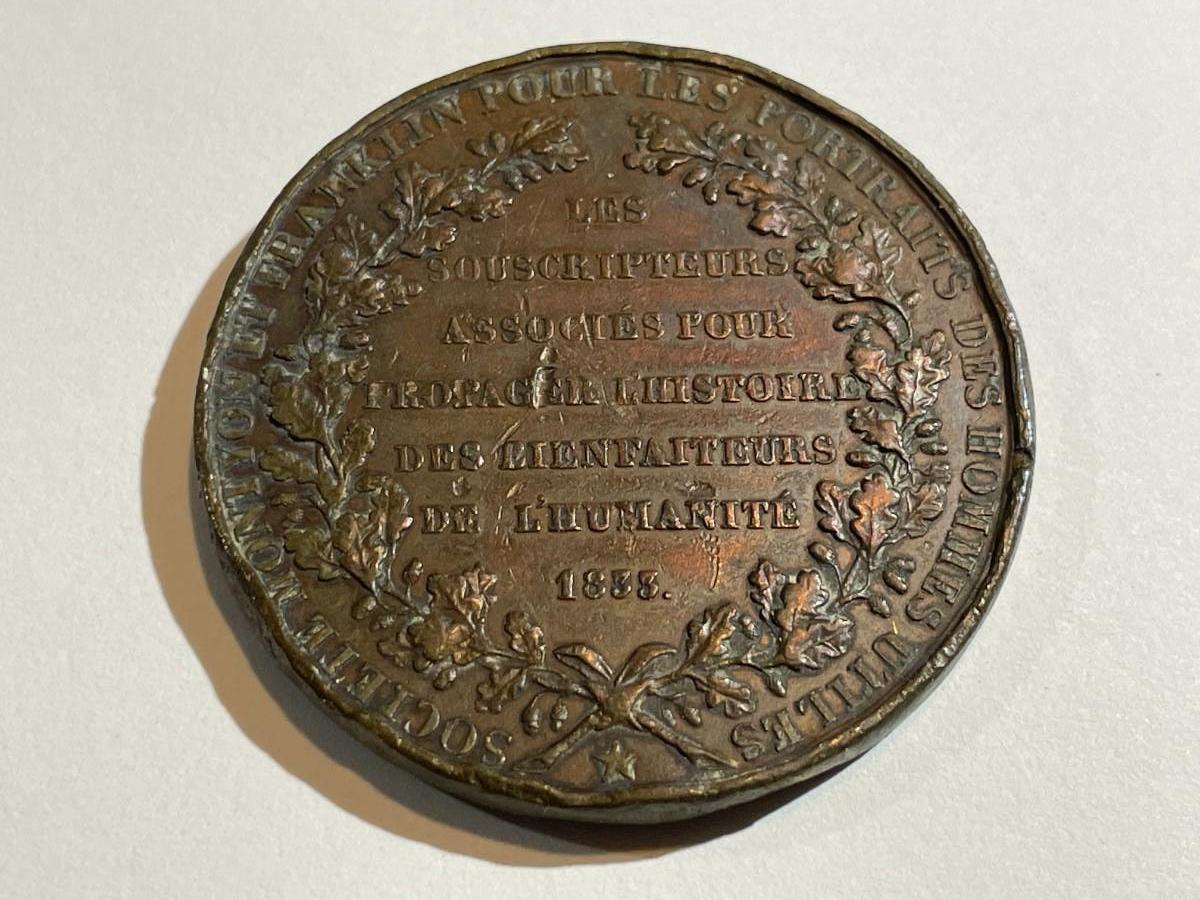 SOCIETE MONTYON ET FRANKLIN POUR LES PORTRAITS DES HOMMES UTILES
LES
SOUSCRIPTEURS
ASSOCIÉS POUR
PROPAGER L'HISTOIRE
DES BIENFAITEURS
DE L'HUMANITÉ
1833.